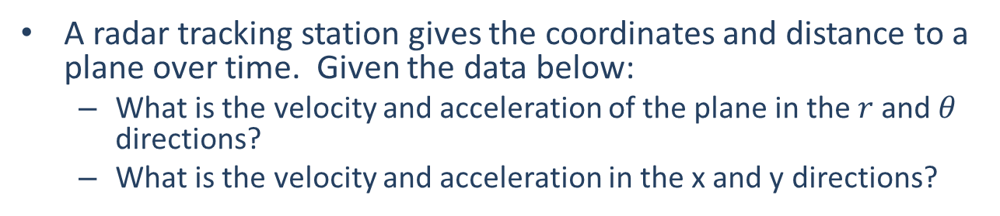 • A radar tracking station gives the coordinates and distance to a
plane over time. Given the data below:
– What is the velocity and acceleration of the plane in the r and θ
directions?
– What is the velocity and acceleration in the x and y directions?